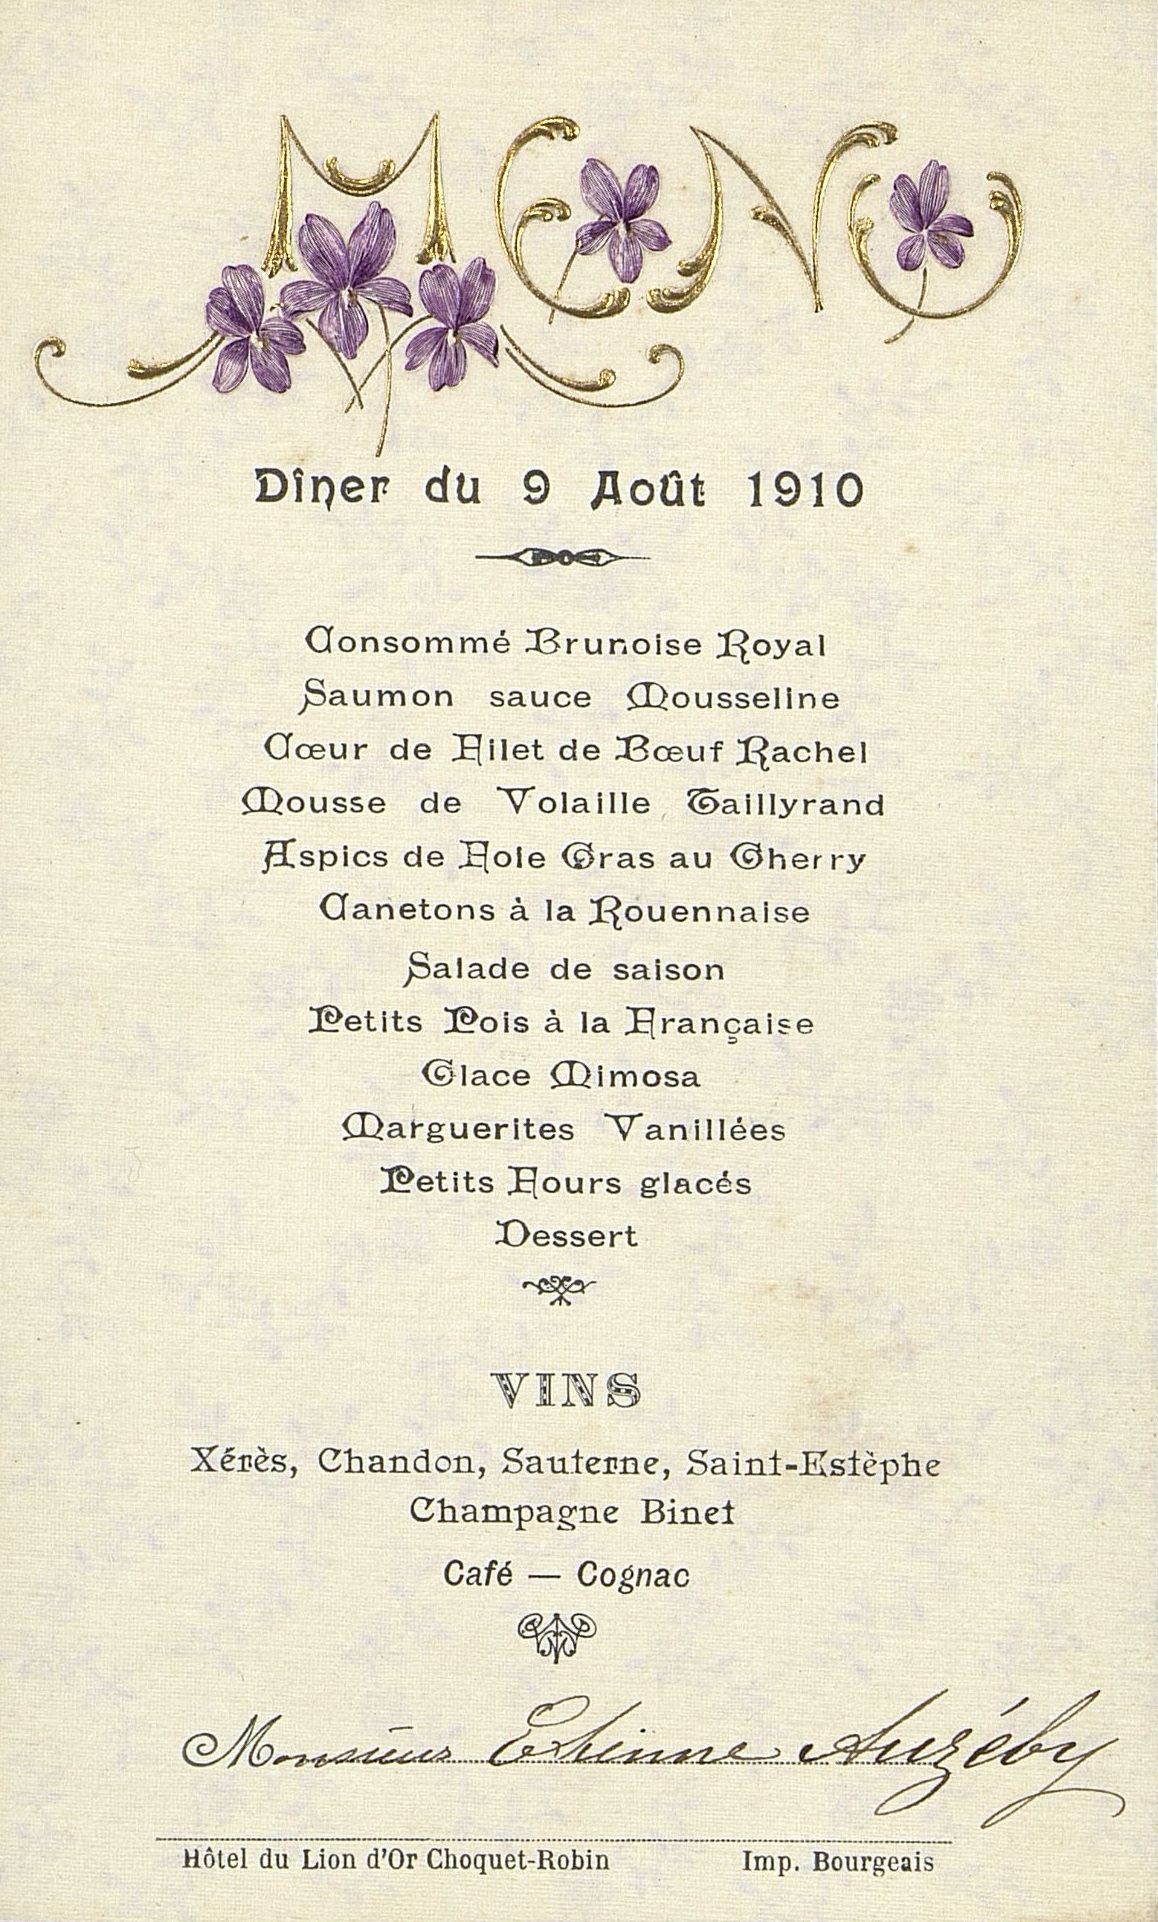 MENU
Dîner du 9 Août 1910
Consommé Brunoise Royal
Saumon sauce Mousseline
Cœur de Filet de Bœuf Rachel
Mousse de Volaille Taillyrand
Aspics de Foie Gras au Gherry
Canetons à la Rouennaise
Salade de saison
Petits Pois à la Française
Glace Mimosa
Marguerites Vanillées
Petits Fours glacés
Dessert
VINS
Xérès, Chandon, Sauterne, Saint-Estèphe
Champagne Binet
Café — Cognac
Monsieur Etienne Auzéby
Hôtel du Lion d'Or Choquet-Robin Imp. Bourgeais